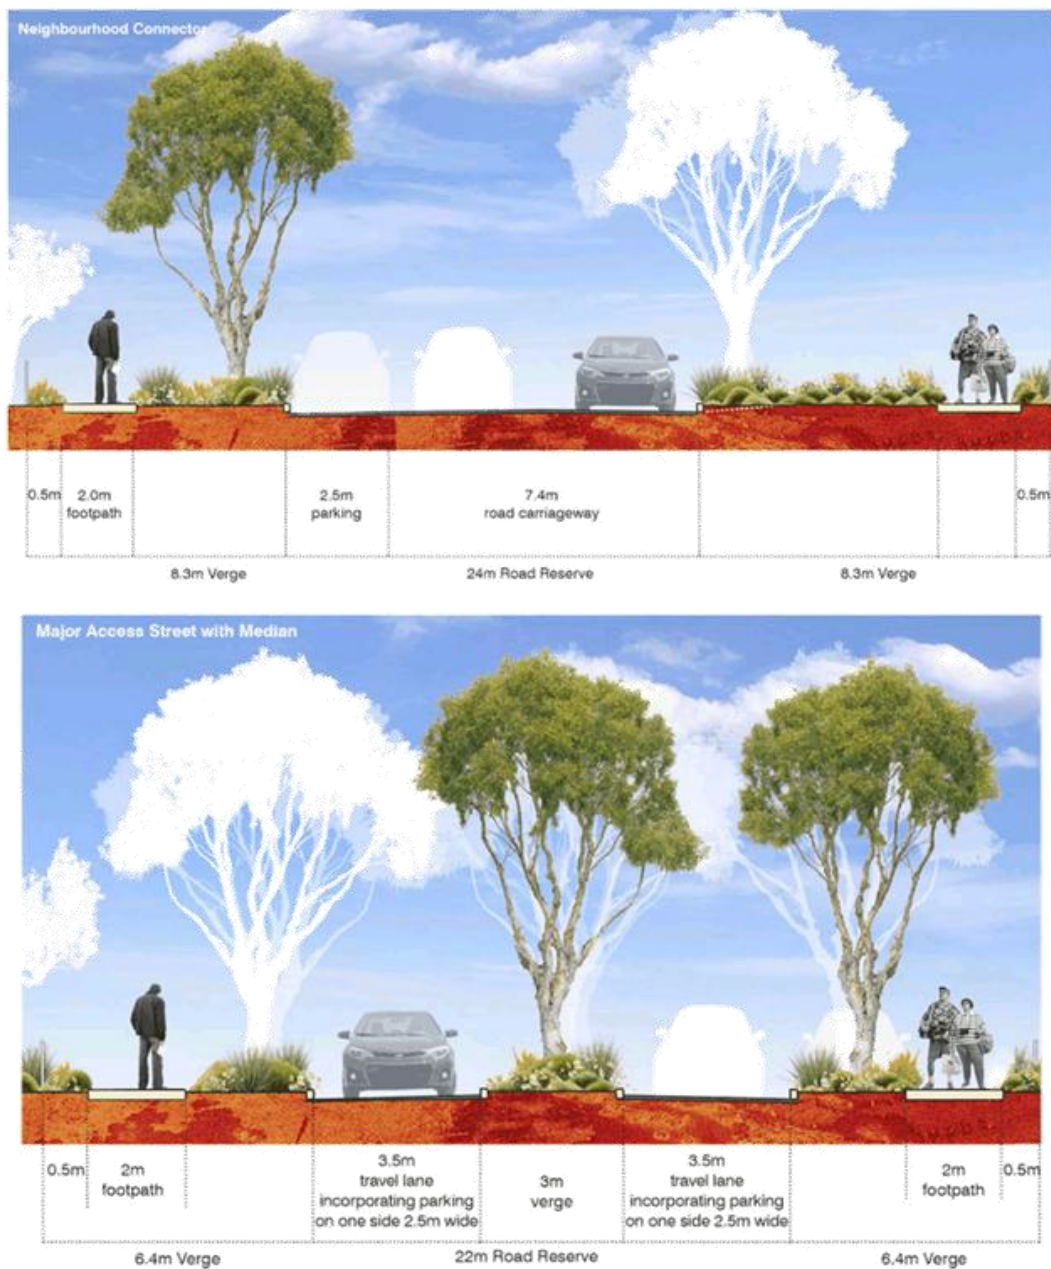 Neighbourhood Connector
0.5m 2.0m 2.5m 7.4m 0.5m
footpath parking road carriageway
8.3m Verge 24m Road Reserve 8.3m Verge
Major Access Street with Median
0.5m 2m 3.5m 3m 3.5m 2m 0.5m
footpath travel lane verge travel lane footpath
incorporating parking incorporating parking
on one side 2.5m wide on one side 2.5m wide
6.4m Verge 22m Road Reserve 6.4m Verge